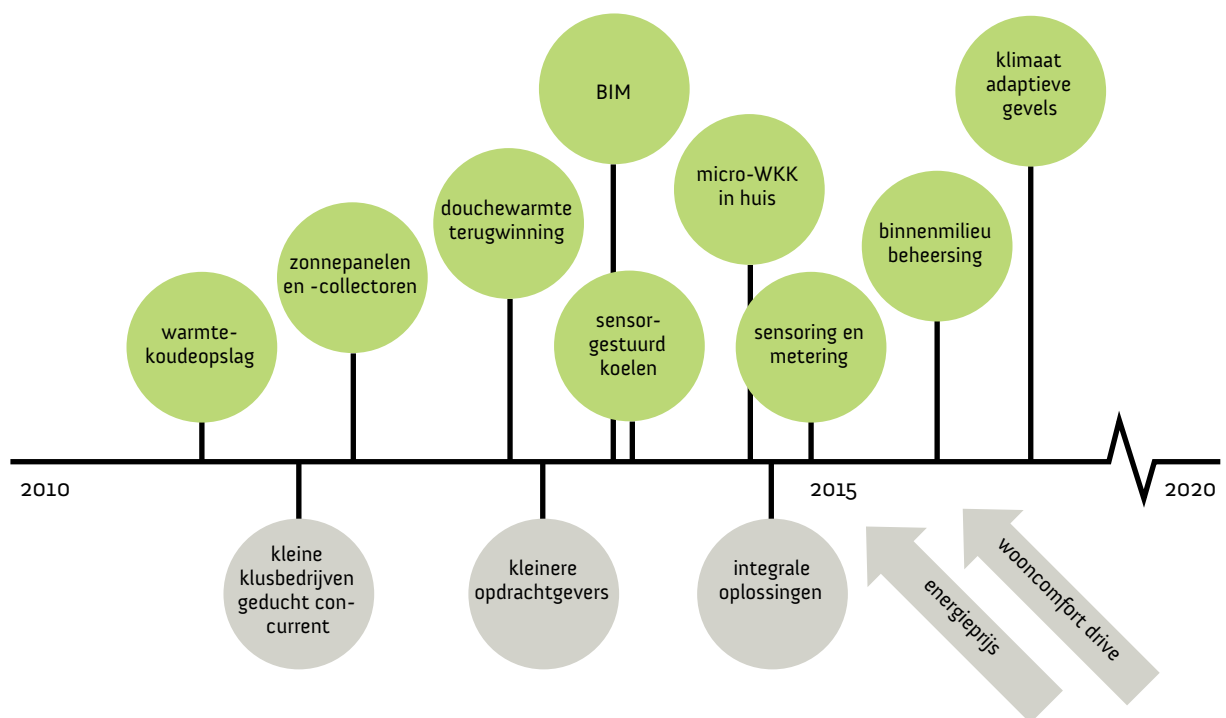 warmte-
koudeopslag
zonnepanelen
en -collectoren
douchewarmte
terugwinning
BIM
sensor-
gestuurd
koelen
micro-WKK
in huis
sensoring en
metering
binnenmilieu
beheersing
klimaat
adaptieve
gevels
2010
2015
2020
kleine
klusbedrijven
geducht con-
current
kleinere
opdrachtgevers
integrale
oplossingen
energieprijs
wooncomfort drive